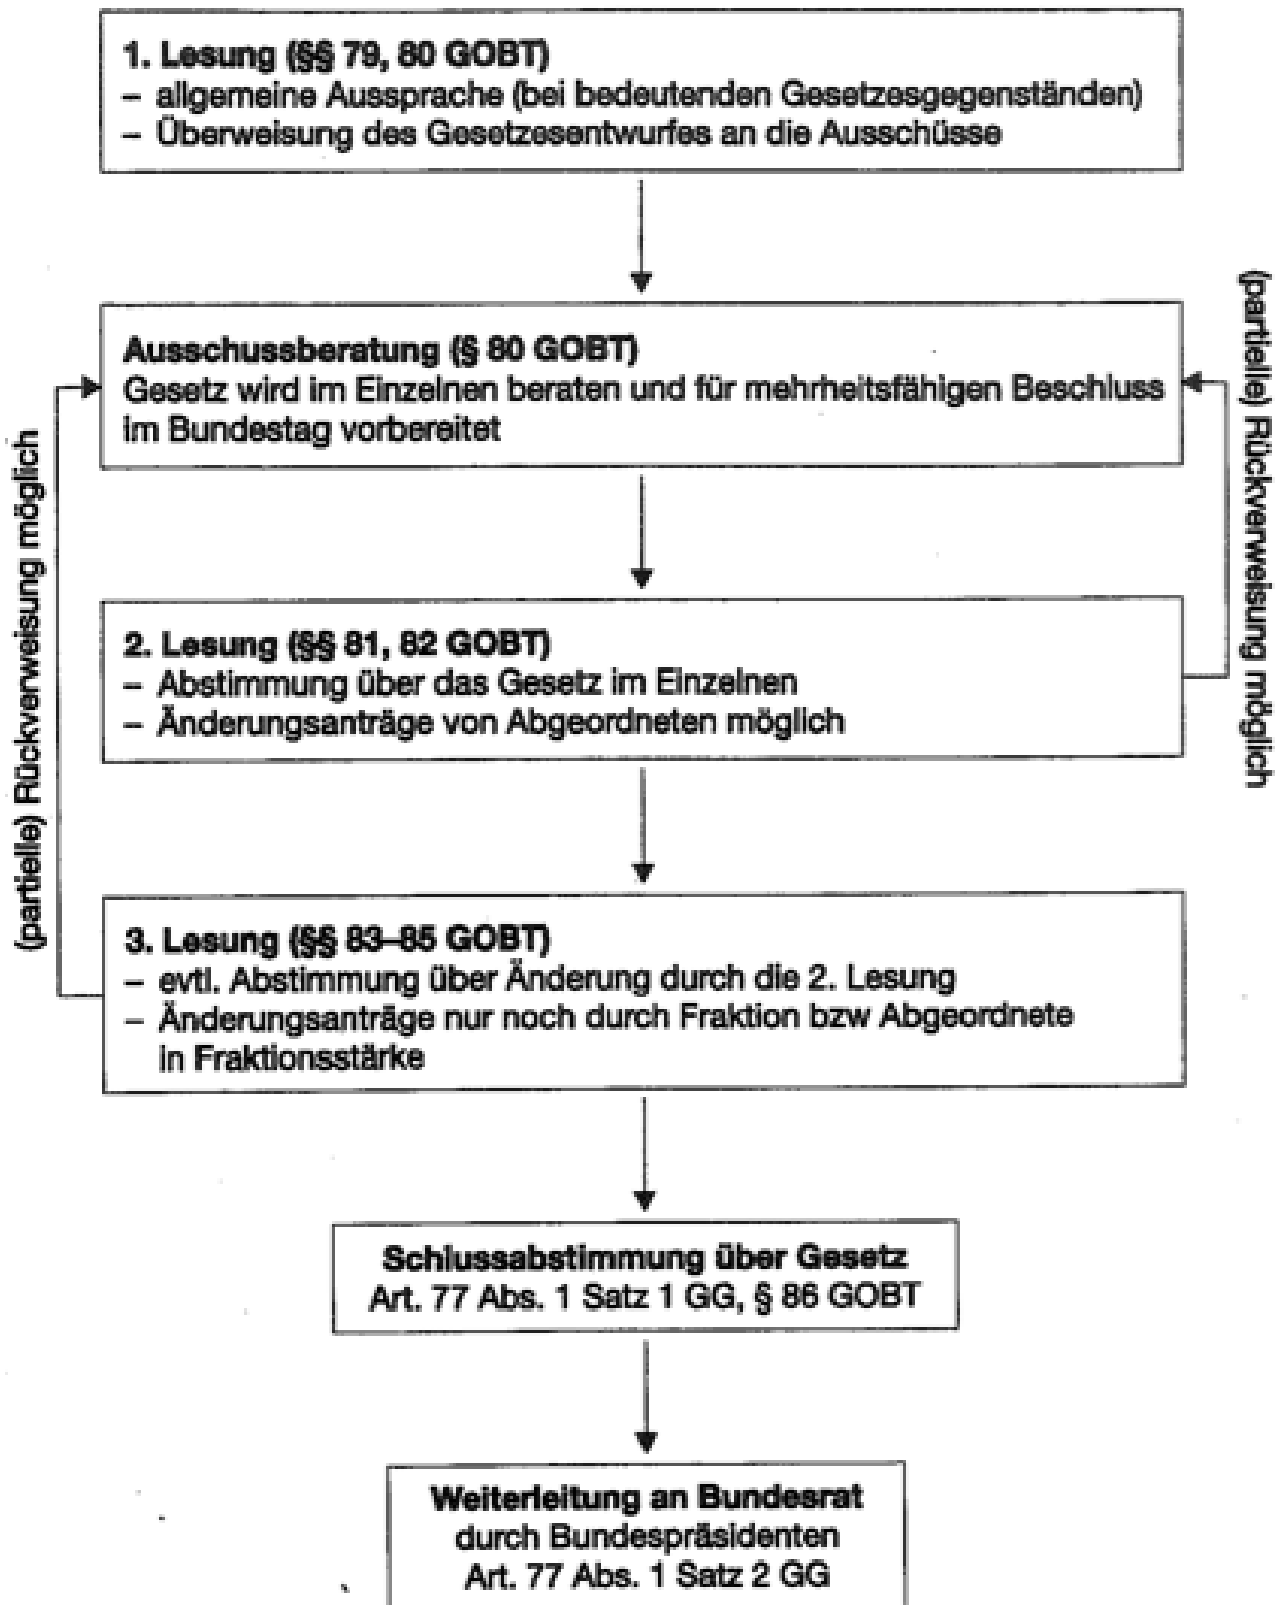 1. Lesung (§§ 79, 80 GOBT)
– allgemeine Aussprache (bei bedeutenden Gesetzesgegenständen)
– Überweisung des Gesetzesentwurfes an die Ausschüsse
Ausschussberatung (§ 80 GOBT)
Gesetz wird im Einzelnen beraten und für mehrheitsfähigen Beschluss
im Bundestag vorbereitet
(partielle) Rückverweisung möglich
(partielle) Rückverweisung möglich
2. Lesung (§§ 81, 82 GOBT)
– Abstimmung über das Gesetz im Einzelnen
– Änderungsanträge von Abgeordneten möglich
3. Lesung (§§ 83–85 GOBT)
– evtl. Abstimmung über Änderung durch die 2. Lesung
– Änderungsanträge nur noch durch Fraktion bzw Abgeordnete
in Fraktionsstärke
Schlussabstimmung über Gesetz
Art. 77 Abs. 1 Satz 1 GG, § 86 GOBT
Weiterleitung an Bundesrat
durch Bundespräsidenten
Art. 77 Abs. 1 Satz 2 GG